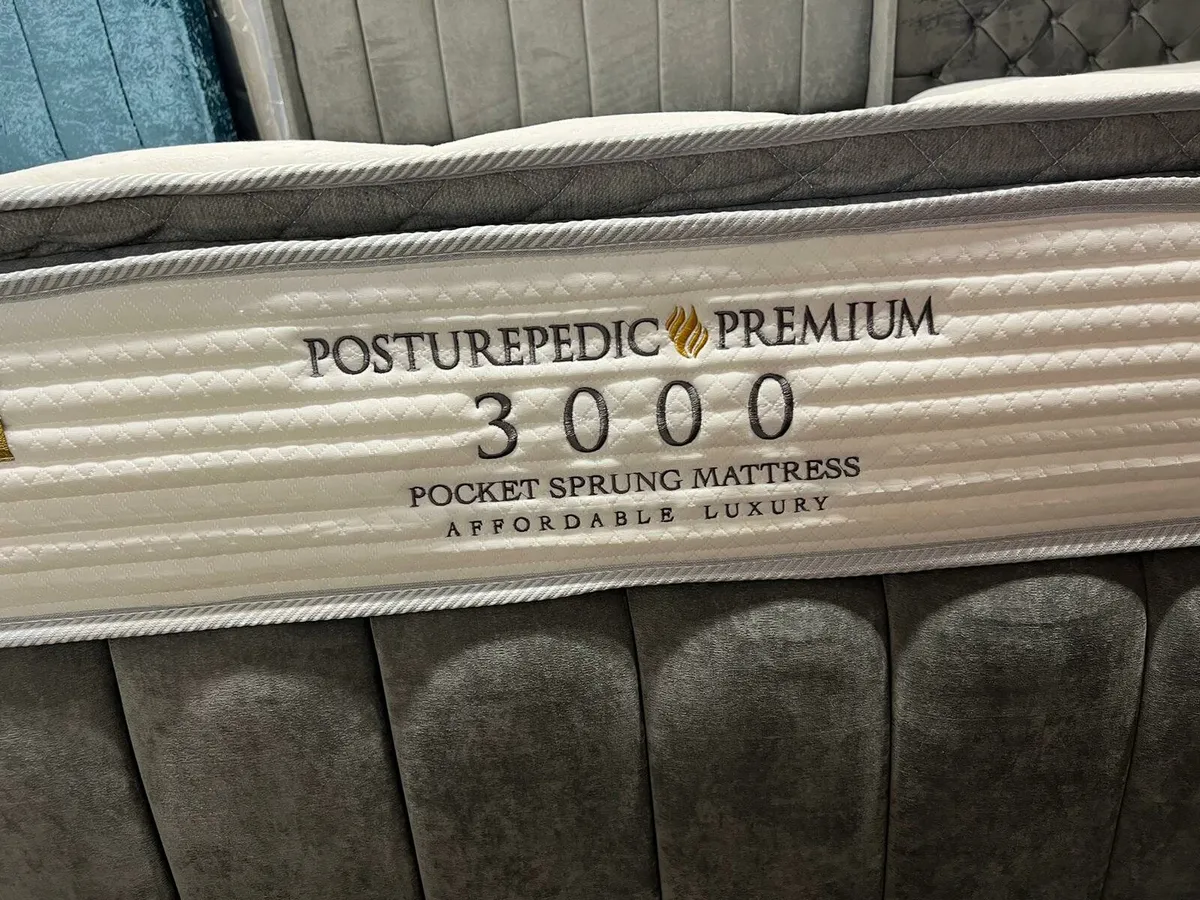 POSTUREPEDIC PREMIUM
3000
POCKET SPRUNG MATTRESS
AFFORDABLE LUXURY